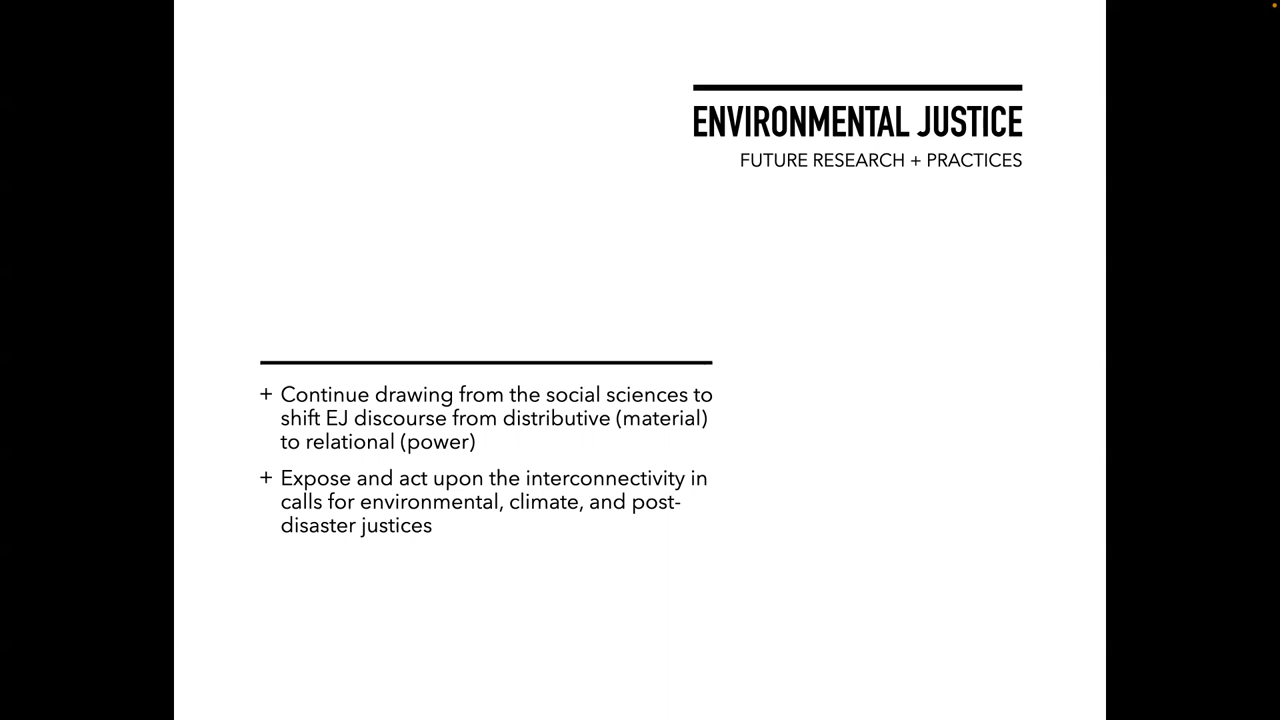 ENVIRONMENTAL JUSTICE
FUTURE RESEARCH + PRACTICES
+ Continue drawing from the social sciences to
shift EJ discourse from distributive (material)
to relational (power)
+ Expose and act upon the interconnectivity in
calls for environmental, climate, and post-
disaster justices